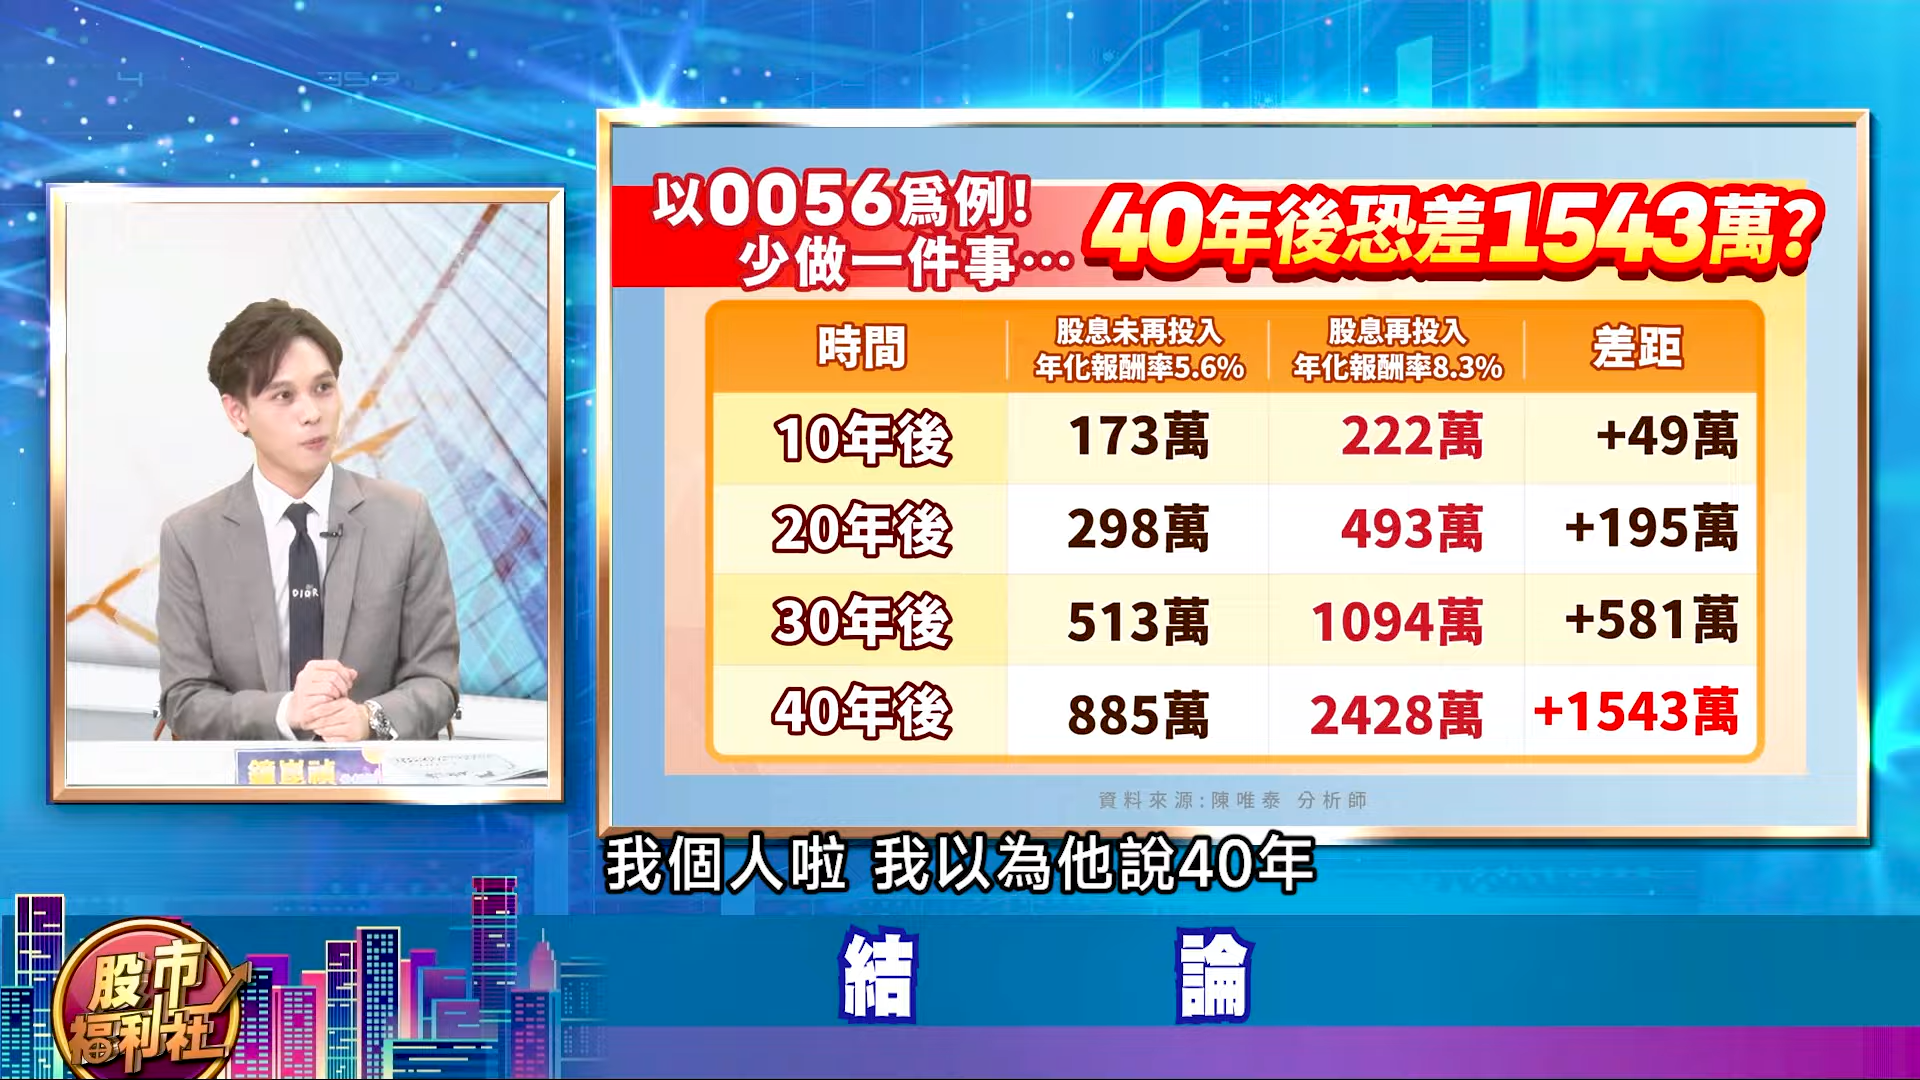 以0056爲例!
少做一件事…
40年後恐差1543萬?
時間
股息未再投入
年化報酬率5.6%
股息再投入
年化報酬率8.3%
差距
10年後 173萬 222萬 +49萬
20年後 298萬 493萬 +195萬
30年後 513萬 1094萬 +581萬
40年後 885萬 2428萬 +1543萬
資料來源:陳唯泰 分析師
DIOR
我個人啦 我以為他說40年
結論
股市
福利社